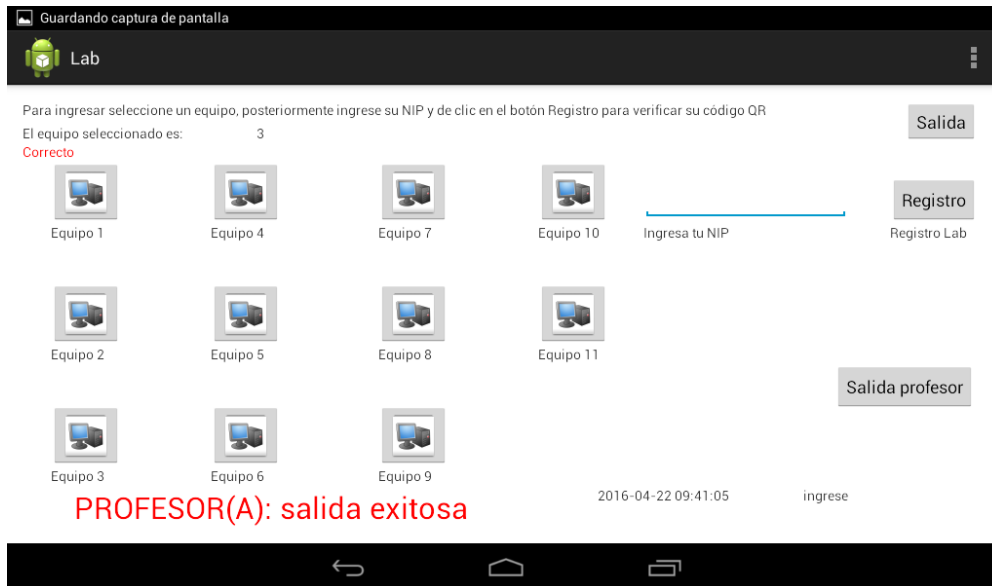 Guardando captura de pantalla
Lab
Para ingresar seleccione un equipo, posteriormente ingrese su NIP y de clic en el botón Registro para verificar su código QR
Salida
El equipo seleccionado es: 3
Correcto
Registro
Equipo 1 Equipo 4 Equipo 7 Equipo 10 Ingresa tu NIP Registro Lab
Equipo 2 Equipo 5 Equipo 8 Equipo 11
Salida profesor
Equipo 3 Equipo 6 Equipo 9
2016-04-22 09:41:05 ingrese
PROFESOR(A): salida exitosa